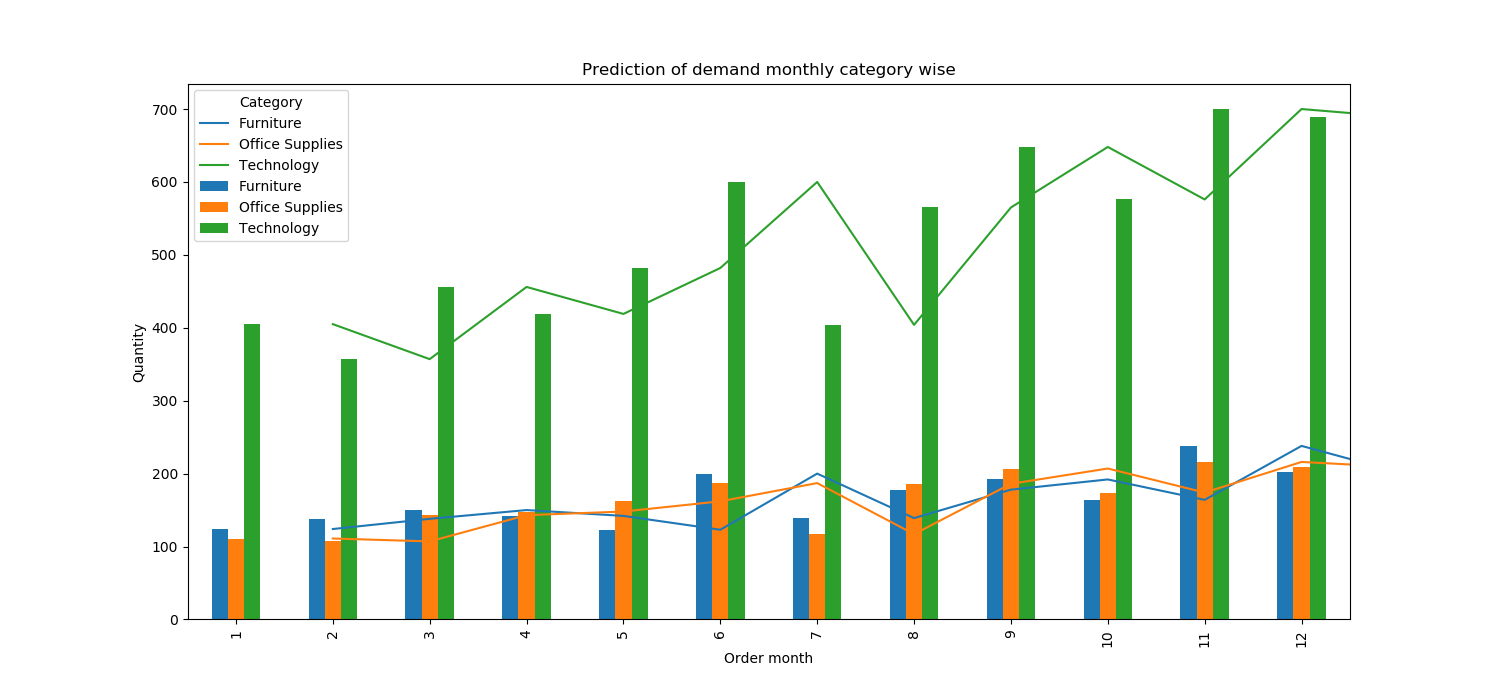 Prediction of demand monthly category wise
Category
Furniture
Office Supplies
Technology
Furniture
Office Supplies
Technology
700
600
500
400
300
200
100
0
Quantity
1 2 3 4 5 6 7 8 9 10 11 12
Order month